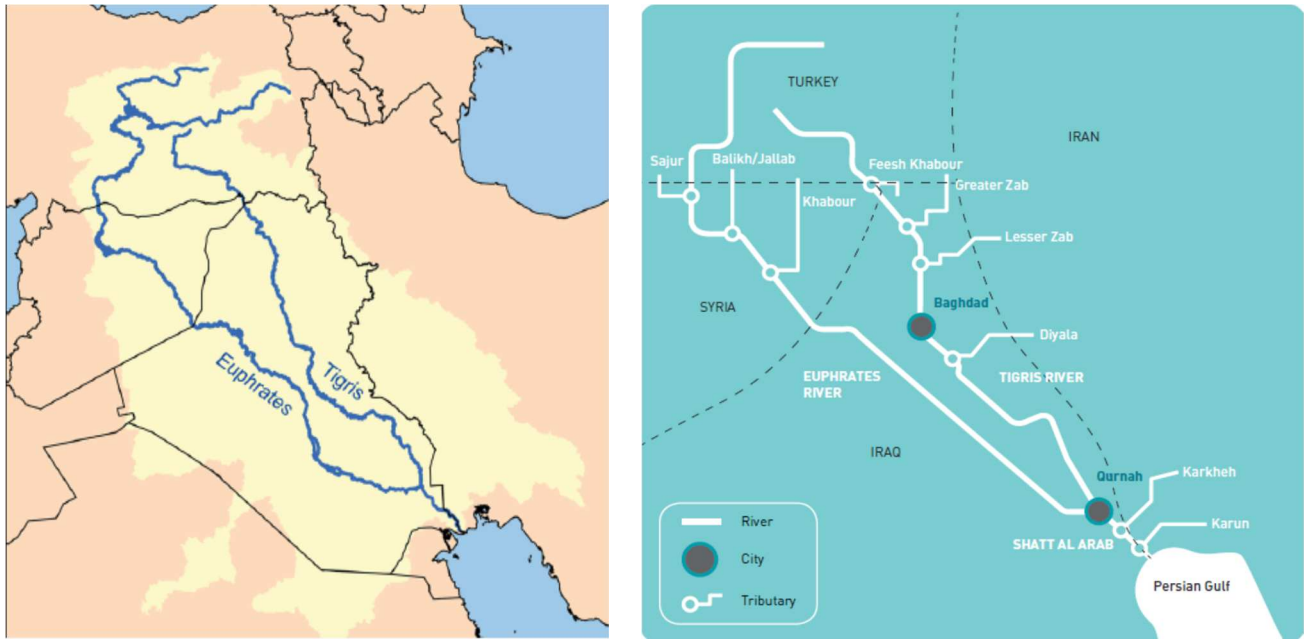 Euphrates
Tigris
TURKEY
IRAN
Sajur
Balikh/Jallab
Feesh Khabour
Greater Zab
Khabour
Lesser Zab
SYRIA
Baghdad
Diyala
EUPHRATES
RIVER
TIGRIS RIVER
IRAQ
Qurnah
Karkheh
Karun
SHATT AL ARAB
Persian Gulf
River
City
Tributary